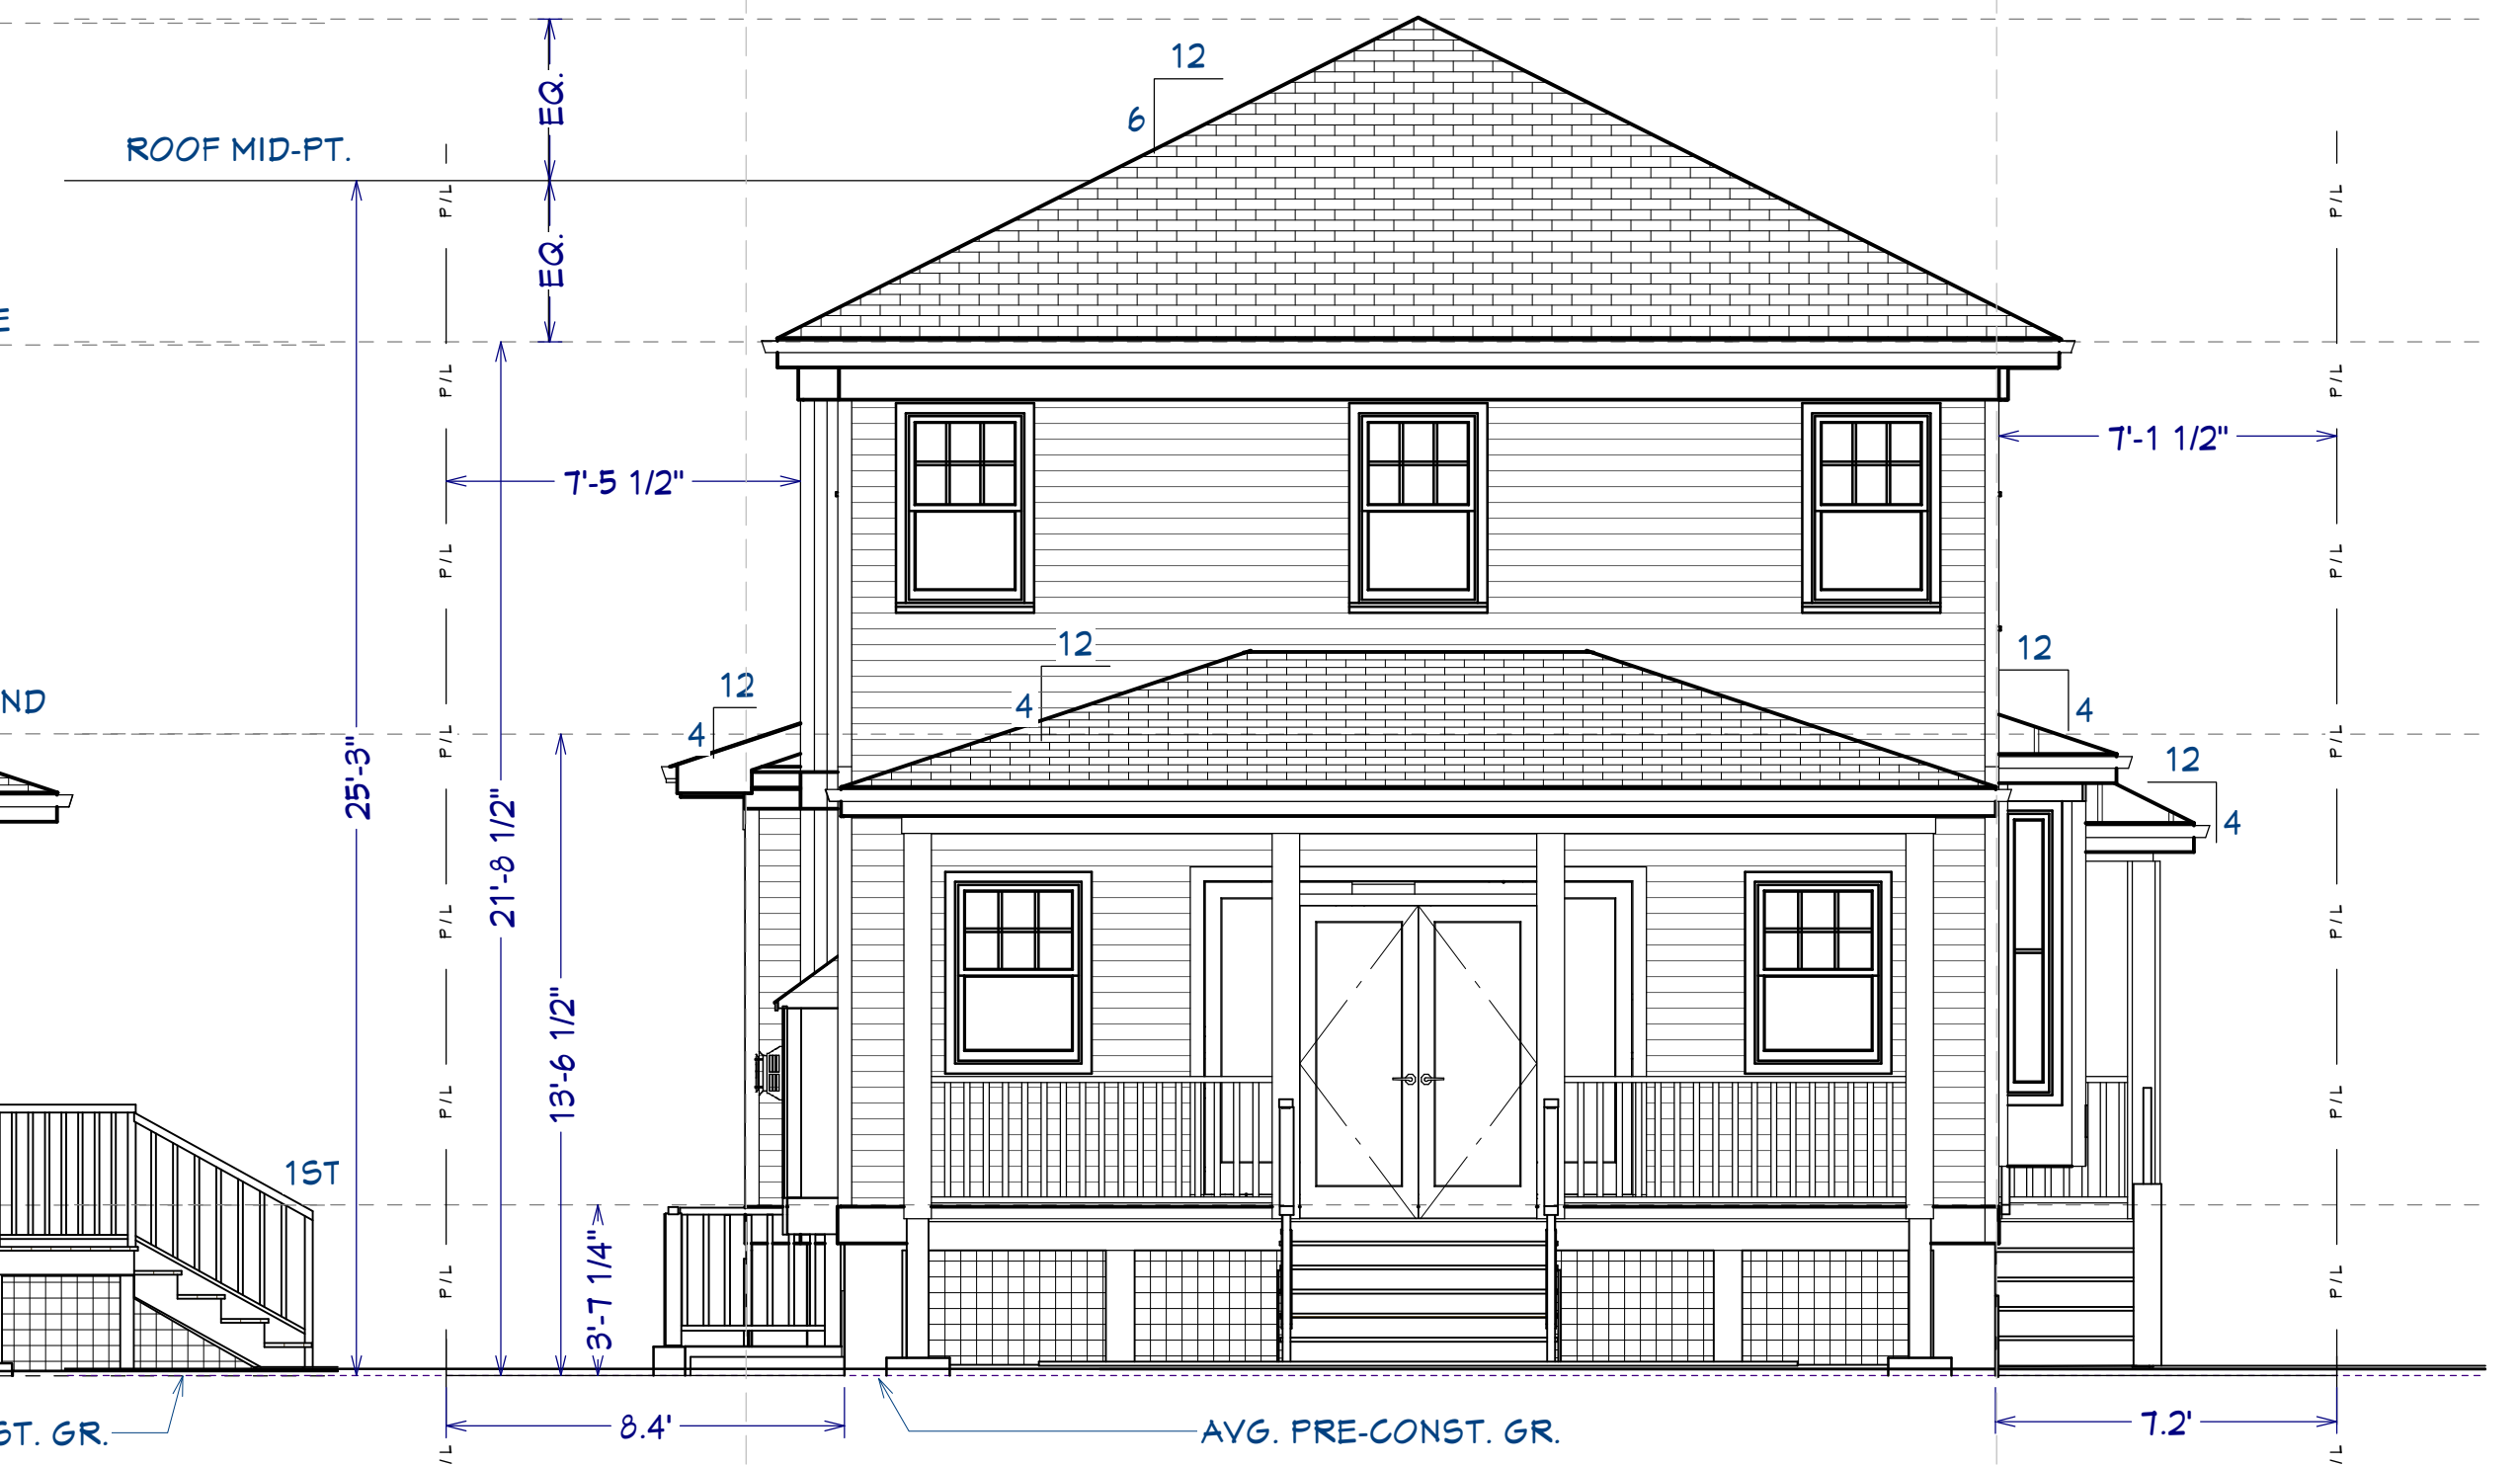 12
6
EQ.
ROOF MID-PT.
P/L
P/L
EQ.
E
P/L
P/L
7'-1 1/2"
7'-5 1/2"
P/L
P/L
12
12
12
4
4
4
ND
4
12
4
P/L
P/L
25'-3"
21'-8 1/2"
P/L
P/L
13'-6 1/2"
P/L
P/L
1ST
3'-7 1/4"
P/L
P/L
8.4'
7.2'
ST. GR.
AVG. PRE-CONST. GR.